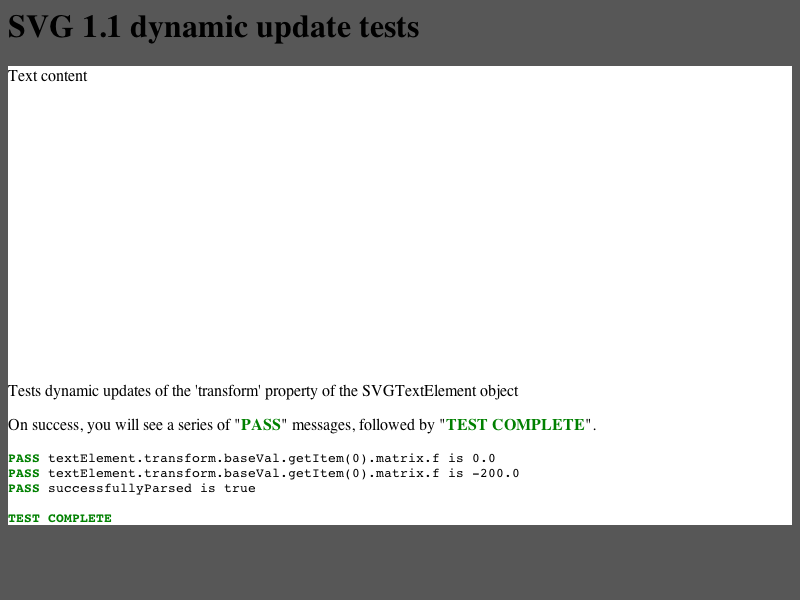 SVG 1.1 dynamic update tests
Text content
Tests dynamic updates of the 'transform' property of the SVGTextElement object
On success, you will see a series of "PASS" messages, followed by "TEST COMPLETE".
PASS textElement.transform.baseVal.getItem(0).matrix.f is 0.0
PASS textElement.transform.baseVal.getItem(0).matrix.f is -200.0
PASS successfullyParsed is true
TEST COMPLETE